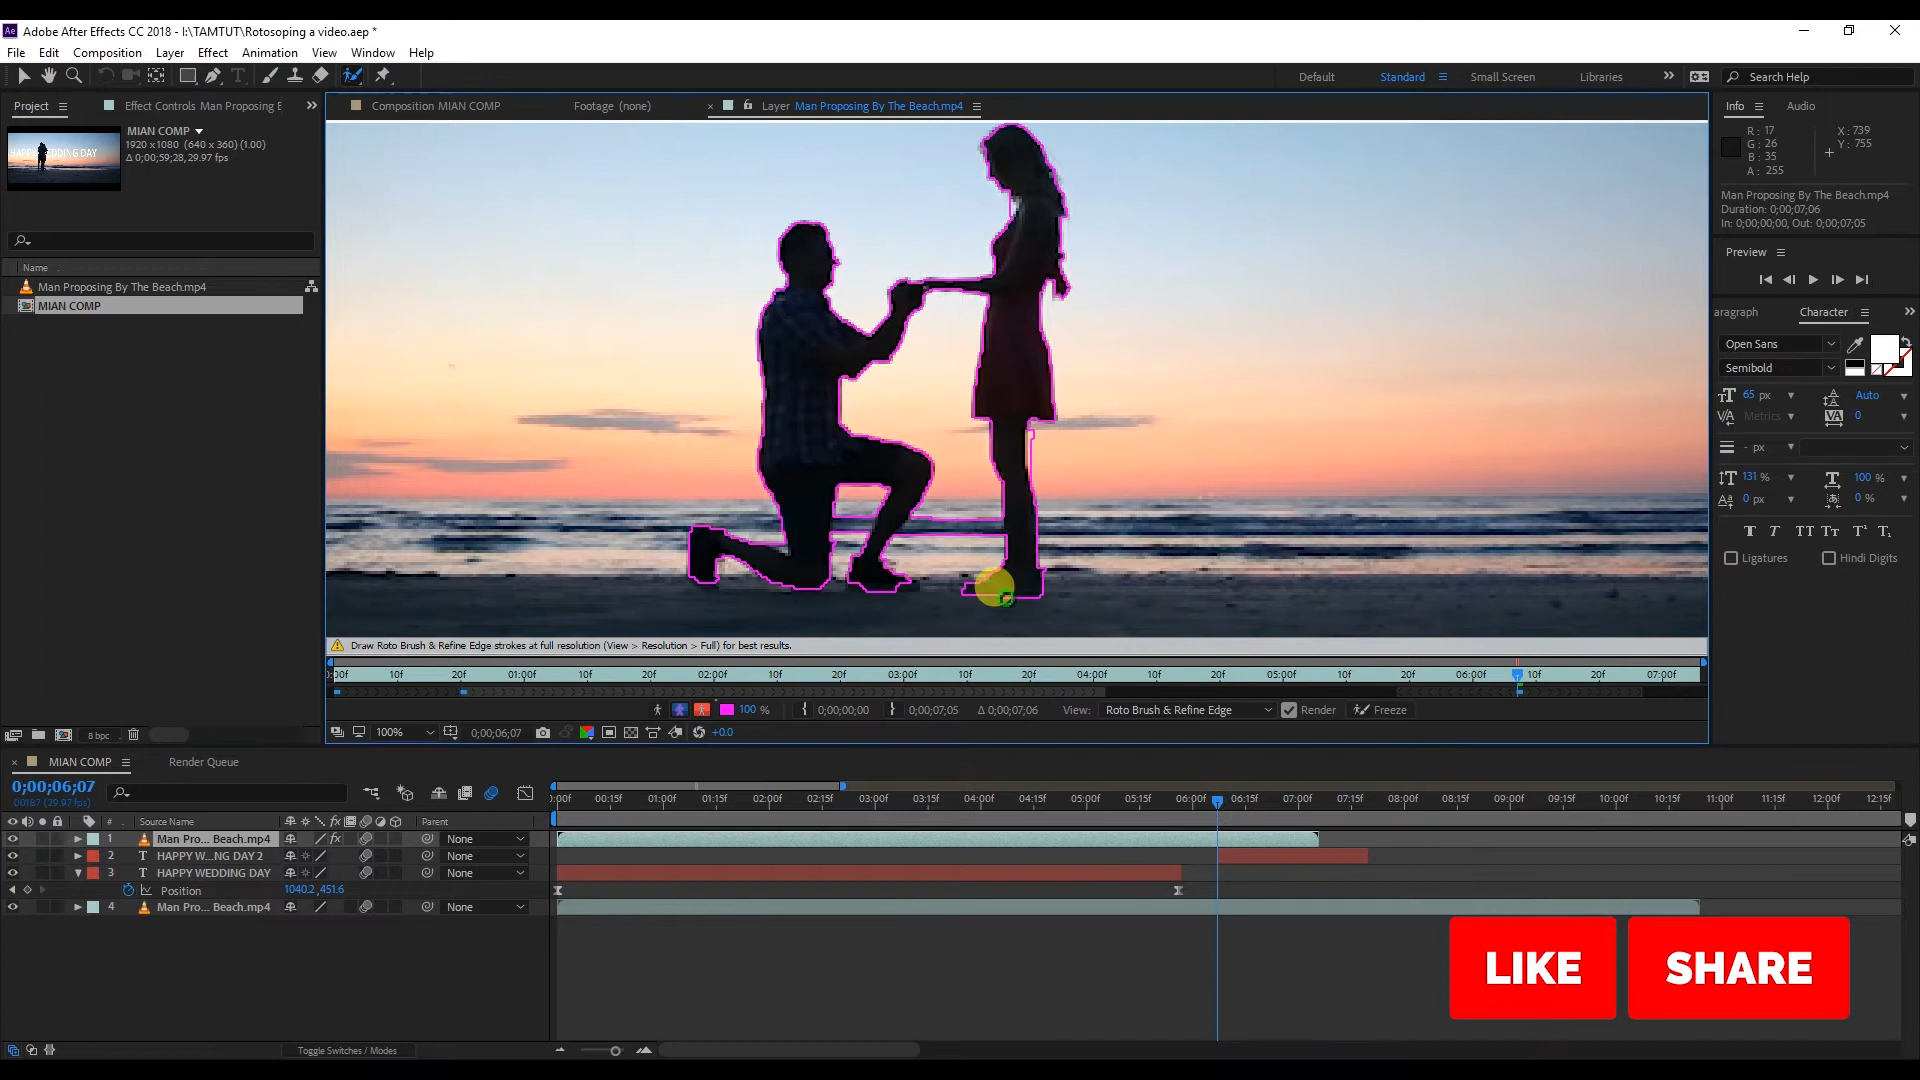 Adobe After Effects CC 2018 - I:\TAMTUT\Rotosoping a video.aep *
File Edit Composition Layer Effect Animation View Window Help
Default Standard Small Screen Libraries Search Help
Project Effect Controls Man Proposing E
Composition MIAN COMP Footage (none) Layer Man Proposing By The Beach.mp4
Info Audio
MIAN COMP
1920 x1080 (640 x 360) (1.00)
Δ 0;00;59;28, 29.97 fps
R: 17
G: 26
B: 35
A: 255
X: 739
Y: 755
Man Proposing By The Beach.mp4
Duration: 0;00;07;06
In: 0;00;00;00, Out: 0;00;07;05
Name
Man Proposing By The Beach.mp4
MIAN COMP
Preview
aragraph Character
Open Sans
Semibold
65 px Auto
Metrics 0
- px
131 % 100 %
0 px 0 %
T T TT Tт T¹ T₁
Ligatures Hindi Digits
Draw Roto Brush & Refine Edge strokes at full resolution (View > Resolution > Full) for best results.
:00f 10f 20f 01:00f 10f 20f 02:00f 10f 20f 03:00f 10f 20f 04:00f 10f 20f 05:00f 10f 20f 06:00f 10f 20f 07:00f
100 % 0;00;00;00 0;00;07;05 Δ 0;00;07;06 View: Roto Brush & Refine Edge Render Freeze
8 bpc
100% 0;00;06;07 +0.0
MIAN COMP Render Queue
0;00;06;07
00187 (29.97 fps)
:00f 00:15f 01:00f 01:15f 02:00f 02:15f 03:00f 03:15f 04:00f 04:15f 05:00f 05:15f 06:00f 06:15f 07:00f 07:15f 08:00f 08:15f 09:00f 09:15f 10:00f 10:15f 11:00f 11:15f 12:00f 12:15f
# Source Name Parent
1 Man Pro... Beach.mp4 None
2 T HAPPY W...NG DAY 2 None
3 T HAPPY WEDDING DAY None
Position 1040.2,451.6
4 Man Pro... Beach.mp4 None
LIKE SHARE
Toggle Switches / Modes